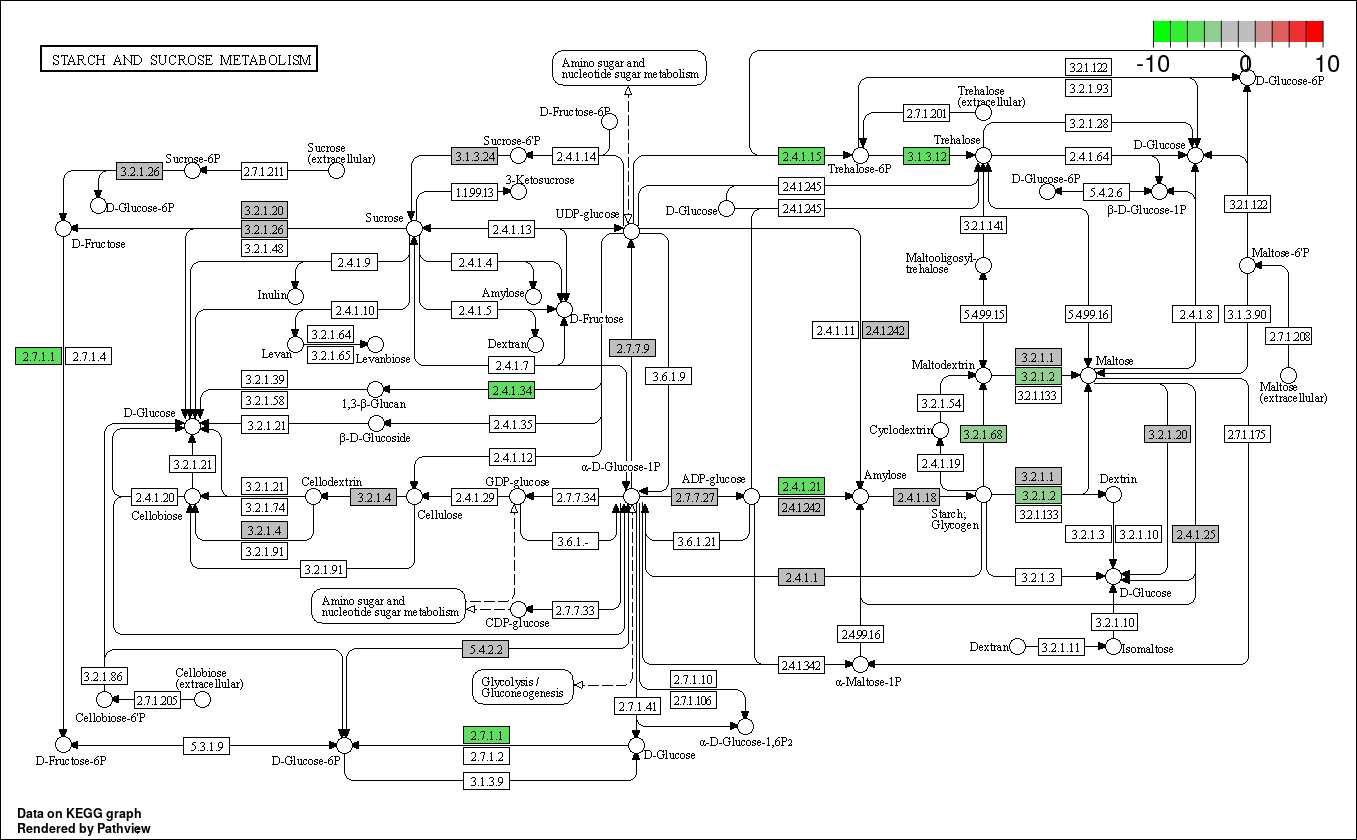 STARCH AND SUCROSE METABOLISM
-10 0 10
Amino sugar and
nucleotide sugar metabolism
3.2.1.122
3.2.1.93
D-Glucose-6P
Trehalose
(extracellular)
2.7.1.201
D-Fructose-6P
3.2.1.28
Sucrose-6'P
3.1.3.24
2.4.1.14
2.4.1.15
Trehalose-6P
3.1.3.12
Trehalose
2.4.1.64
D-Glucose
Sucrose
(extracellular)
2.7.1.211
Sucrose-6P
3.2.1.26
D-Glucose-6P
1.1.99.13
3-Ketosucrose
2.4.1.245
2.4.1.245
D-Glucose
D-Glucose-6P
5.4.2.6
β-D-Glucose-1P
3.2.1.122
3.2.1.20
3.2.1.26
3.2.1.48
D-Fructose
Sucrose
2.4.1.13
UDP-glucose
3.2.1.141
Maltooligosyl-
trehalose
Maltose-6'P
2.4.1.9
Inulin
2.4.1.4
Amylose
2.4.1.10
2.4.1.5
D-Fructose
5.4.99.15
5.4.99.16
2.4.1.8
3.1.3.90
2.7.1.208
2.4.1.11
2.4.1.242
3.2.1.64
3.2.1.65
Levan
Levanbiose
Dextran
2.4.1.7
2.7.7.9
3.6.1.9
2.7.1.1
2.7.1.4
Maltodextrin
3.2.1.1
3.2.1.2
3.2.1.133
Maltose
Maltose
(extracellular)
3.2.1.39
3.2.1.58
1,3-β-Glucan
2.4.1.34
3.2.1.54
D-Glucose
3.2.1.21
β-D-Glucoside
2.4.1.35
Cyclodextrin
3.2.1.68
3.2.1.20
2.7.1.175
3.2.1.21
2.4.1.12
2.4.1.19
α-D-Glucose-1P
ADP-glucose
2.4.1.20
Cellobiose
3.2.1.21
3.2.1.74
Cellodextrin
3.2.1.4
Cellulose
2.4.1.29
GDP-glucose
2.7.7.34
2.7.7.27
2.4.1.21
2.4.1.242
Amylose
2.4.1.18
Starch;
Glycogen
3.2.1.1
3.2.1.2
3.2.1.133
Dextrin
3.2.1.4
3.2.1.91
3.6.1.-
3.6.1.21
3.2.1.3
3.2.1.10
2.4.1.25
3.2.1.91
2.4.1.1
3.2.1.3
D-Glucose
Amino sugar and
nucleotide sugar metabolism
CDP-glucose
2.7.7.33
3.2.1.10
2.4.99.16
5.4.2.2
Dextran
3.2.1.11
Isomaltose
3.2.1.86
Cellobiose
(extracellular)
2.7.1.205
Cellobiose-6'P
Glycolysis /
Gluconeogenesis
2.7.1.10
2.7.1.106
2.4.1.342
α-Maltose-1P
2.7.1.41
α-D-Glucose-1,6P2
D-Fructose-6P
5.3.1.9
D-Glucose-6P
2.7.1.1
2.7.1.2
3.1.3.9
D-Glucose
Data on KEGG graph
Rendered by Pathview